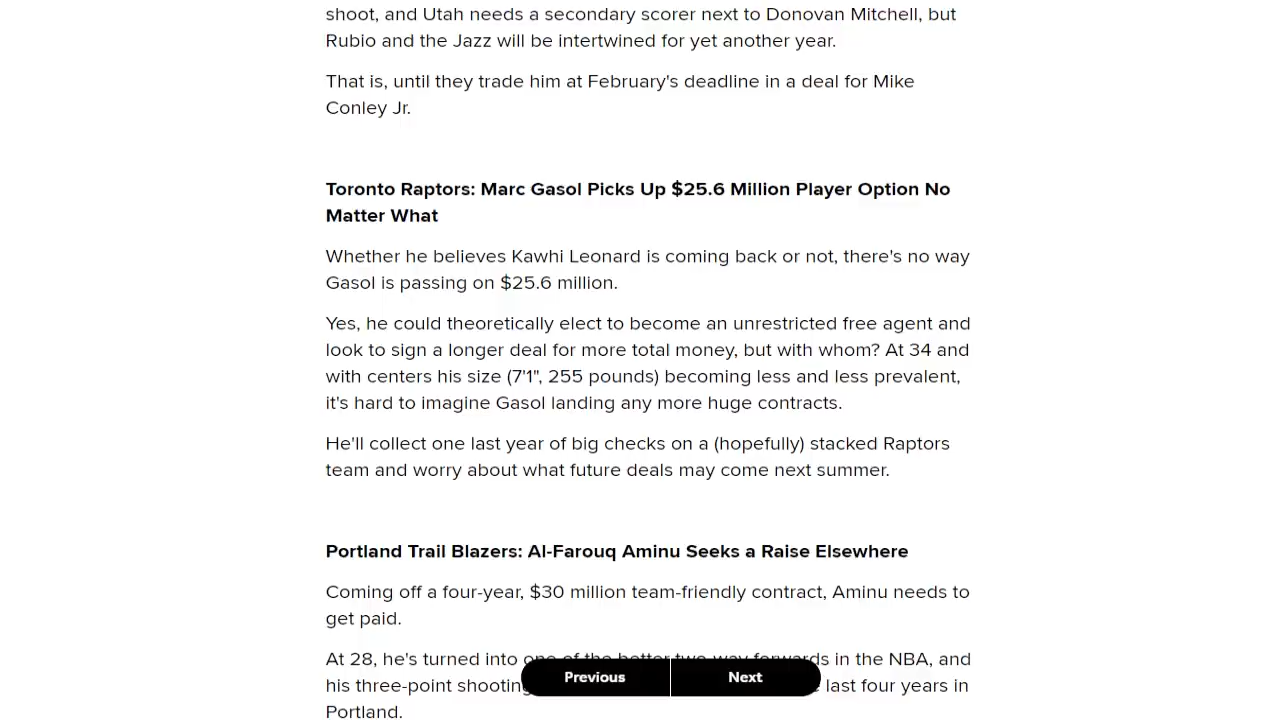 shoot, and Utah needs a secondary scorer next to Donovan Mitchell, but
Rubio and the Jazz will be intertwined for yet another year.
That is, until they trade him at February's deadline in a deal for Mike
Conley Jr.
Toronto Raptors: Marc Gasol Picks Up $25.6 Million Player Option No
Matter What
Whether he believes Kawhi Leonard is coming back or not, there's no way
Gasol is passing on $25.6 million.
Yes, he could theoretically elect to become an unrestricted free agent and
look to sign a longer deal for more total money, but with whom? At 34 and
with centers his size (7'1", 255 pounds) becoming less and less prevalent,
it's hard to imagine Gasol landing any more huge contracts.
He'll collect one last year of big checks on a (hopefully) stacked Raptors
team and worry about what future deals may come next summer.
Portland Trail Blazers: Al-Farouq Aminu Seeks a Raise Elsewhere
Coming off a four-year, $30 million team-friendly contract, Aminu needs to
get paid.
At 28, he's turned into one of the better two-way forwards in the NBA, and
his three-point shooting last four years in
Portland.
Previous
Next